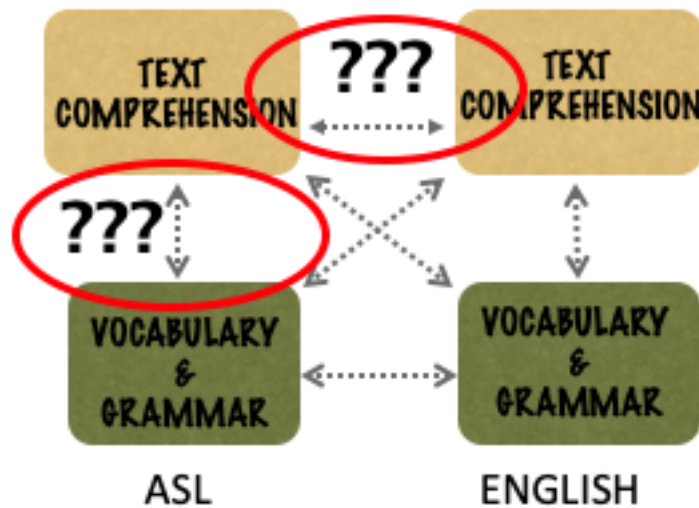 TEXT
COMPREHENSION
???
TEXT
COMPREHENSION
???
VOCABULARY
&
GRAMMAR
VOCABULARY
&
GRAMMAR
ASL
ENGLISH